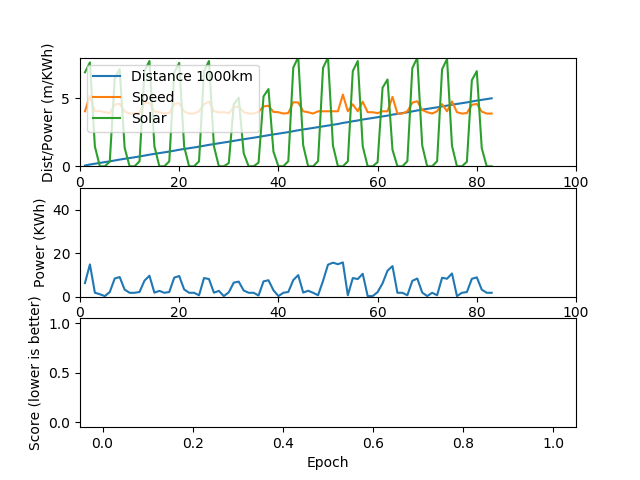 Dist/Power (m/KWh)
5
0
Distance 1000km
Speed
Solar
0 20 40 60 80 100
Power (KWh)
40
20
0
0 20 40 60 80 100
Score (lower is better)
1.0
0.5
0.0
0.0 0.2 0.4 0.6 0.8 1.0
Epoch